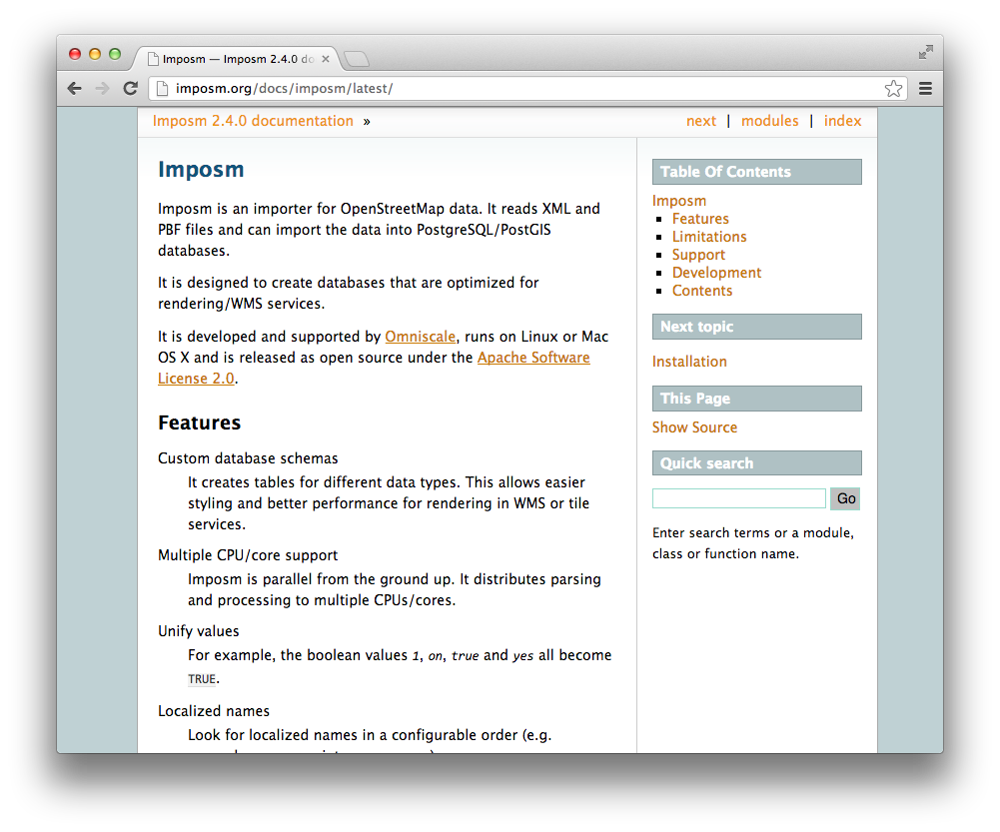 Imposm — Imposm 2.4.0 do
imposm.org/docs/imposm/latest/
Imposm 2.4.0 documentation »
next | modules | index
Imposm
Imposm is an importer for OpenStreetMap data. It reads XML and
PBF files and can import the data into PostgreSQL/PostGIS
databases.
It is designed to create databases that are optimized for
rendering/WMS services.
It is developed and supported by Omniscale, runs on Linux or Mac
OS X and is released as open source under the Apache Software
License 2.0.
Features
Custom database schemas
It creates tables for different data types. This allows easier
styling and better performance for rendering in WMS or tile
services.
Multiple CPU/core support
Imposm is parallel from the ground up. It distributes parsing
and processing to multiple CPUs/cores.
Unify values
For example, the boolean values 1, on, true and yes all become
TRUE.
Localized names
Look for localized names in a configurable order (e.g.
Table Of Contents
Imposm
Features
Limitations
Support
Development
Contents
Next topic
Installation
This Page
Show Source
Quick search
Go
Enter search terms or a module,
class or function name.